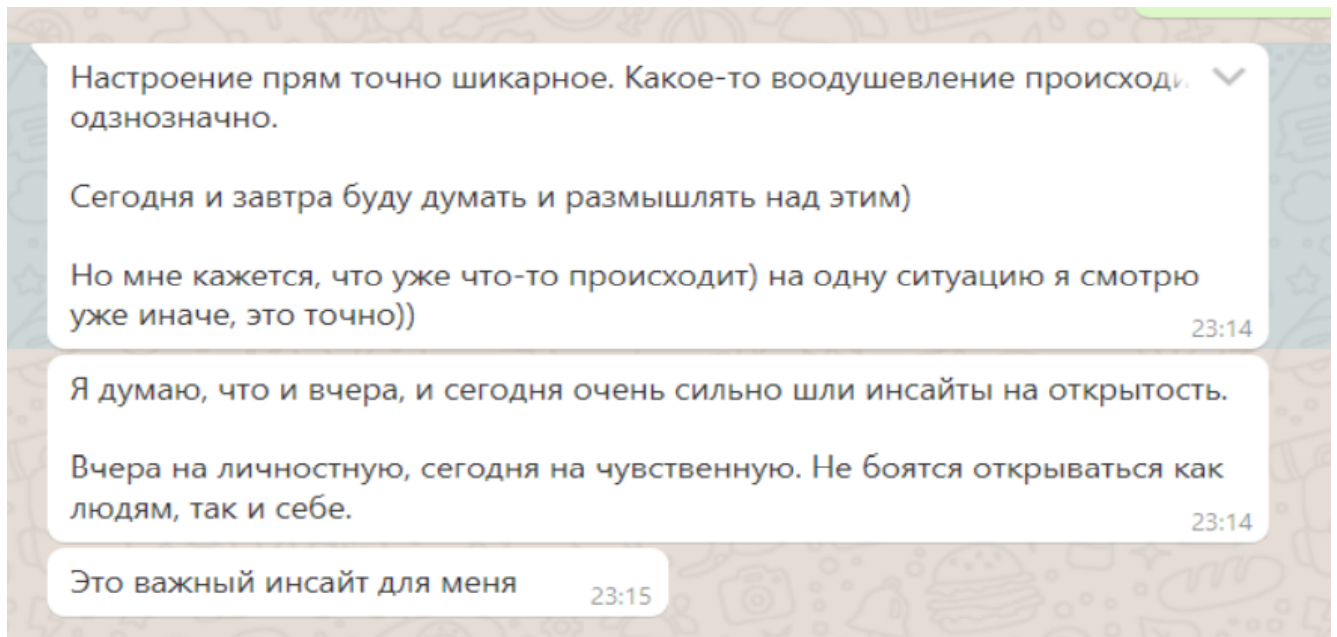 Настроение прям точно шикарное. Какое-то воодушевление происходи
одзнозначно.
Сегодня и завтра буду думать и размышлять над этим)
Но мне кажется, что уже что-то происходит) на одну ситуацию я смотрю
уже иначе, это точно))
23:14
Я думаю, что и вчера, и сегодня очень сильно шли инсайты на открытость.
Вчера на личностную, сегодня на чувственную. Не боятся открываться как
людям, так и себе.
23:14
Это важный инсайт для меня
23:15